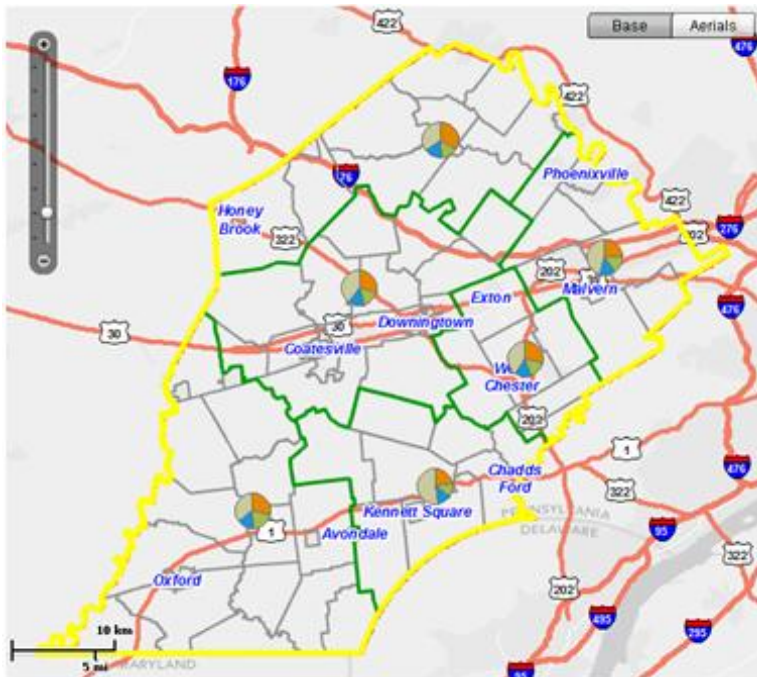 422
Base
Aerials
476
176
422
76
Phoenixville
422
Honey
Brook
322
276
202
202
Malvern
Exton
476
30
30
Downingtown
Coatesville
Chester
202
1
Chadds
Ford
476
322
Kennett Square
PENNSYLVANIA
DELAWARE
1
Avondale
95
322
Oxford
202
495
295
10 km
5 mi
MARYLAND